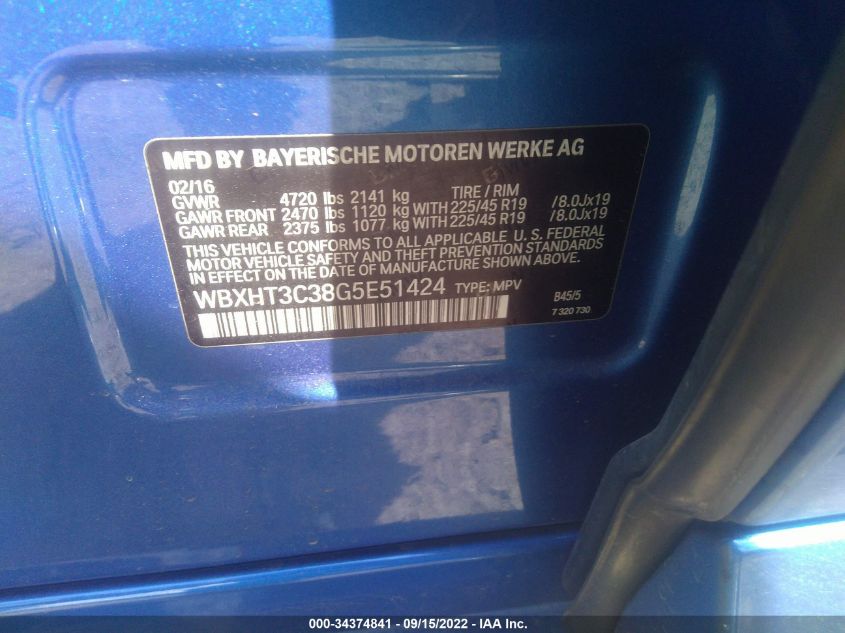 MFD BY BAYERISCHE MOTOREN WERKE AG
02/16 TIRE / RIM
GVWR 4720 lbs 2141 kg
GAWR FRONT 2470 lbs 1120 kg WITH 225/45 R19 /8.0Jx19
GAWR REAR 2375 lbs 1077 kg WITH 225/45 R19 /8.0Jx19
THIS VEHICLE CONFORMS TO ALL APPLICABLE U. S. FEDERAL
MOTOR VEHICLE SAFETY AND THEFT PREVENTION STANDARDS
IN EFFECT ON THE DATE OF MANUFACTURE SHOWN ABOVE.
WBXHT3C38G5E51424 TYPE: MPV B45/5
7 320 730
000-34374841 - 09/15/2022 - IAA Inc.